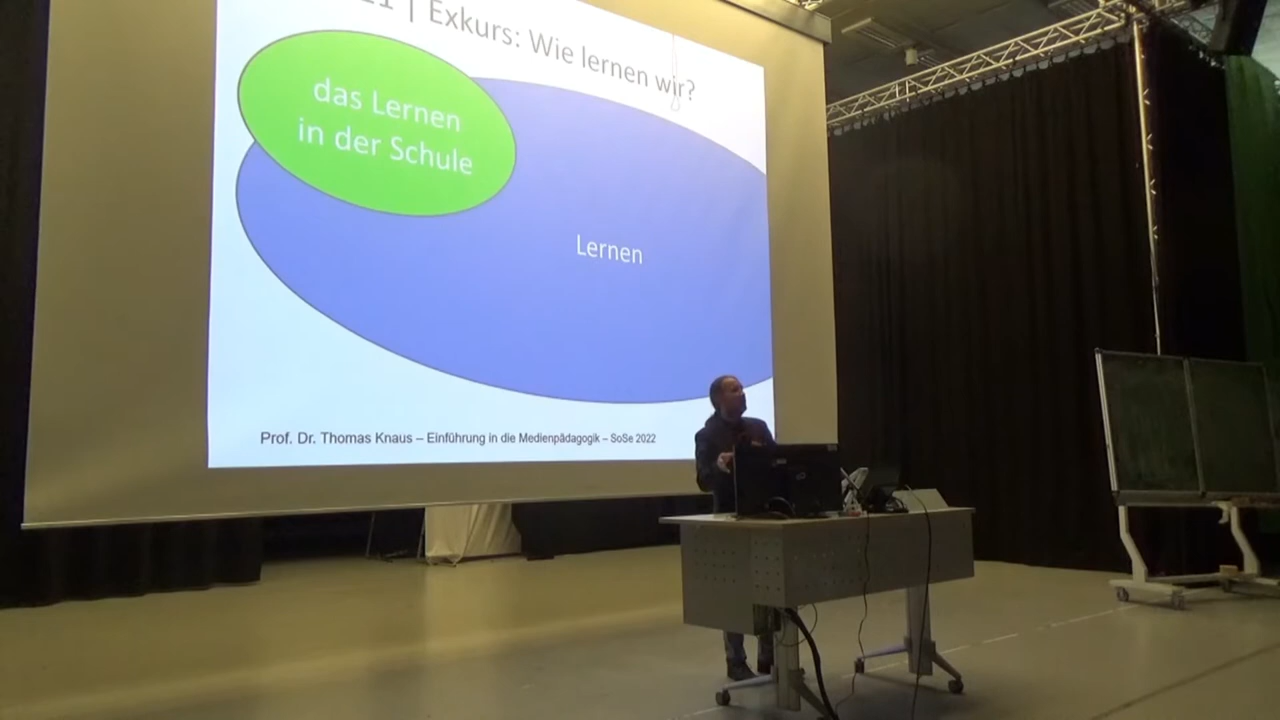 | Exkurs: Wie lernen wir?
das Lernen
in der Schule
Lernen
Prof. Dr. Thomas Knaus – Einführung in die Medienpädagogik – SoSe 2022